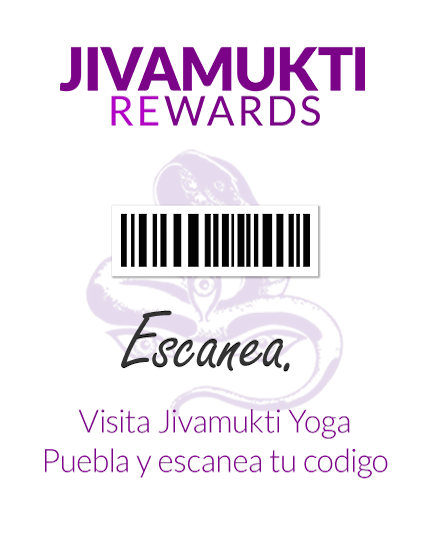 JIVAMUKTI
REWARDS
Escanea.
Visita Jivamukti Yoga
Puebla y escanea tu codigo